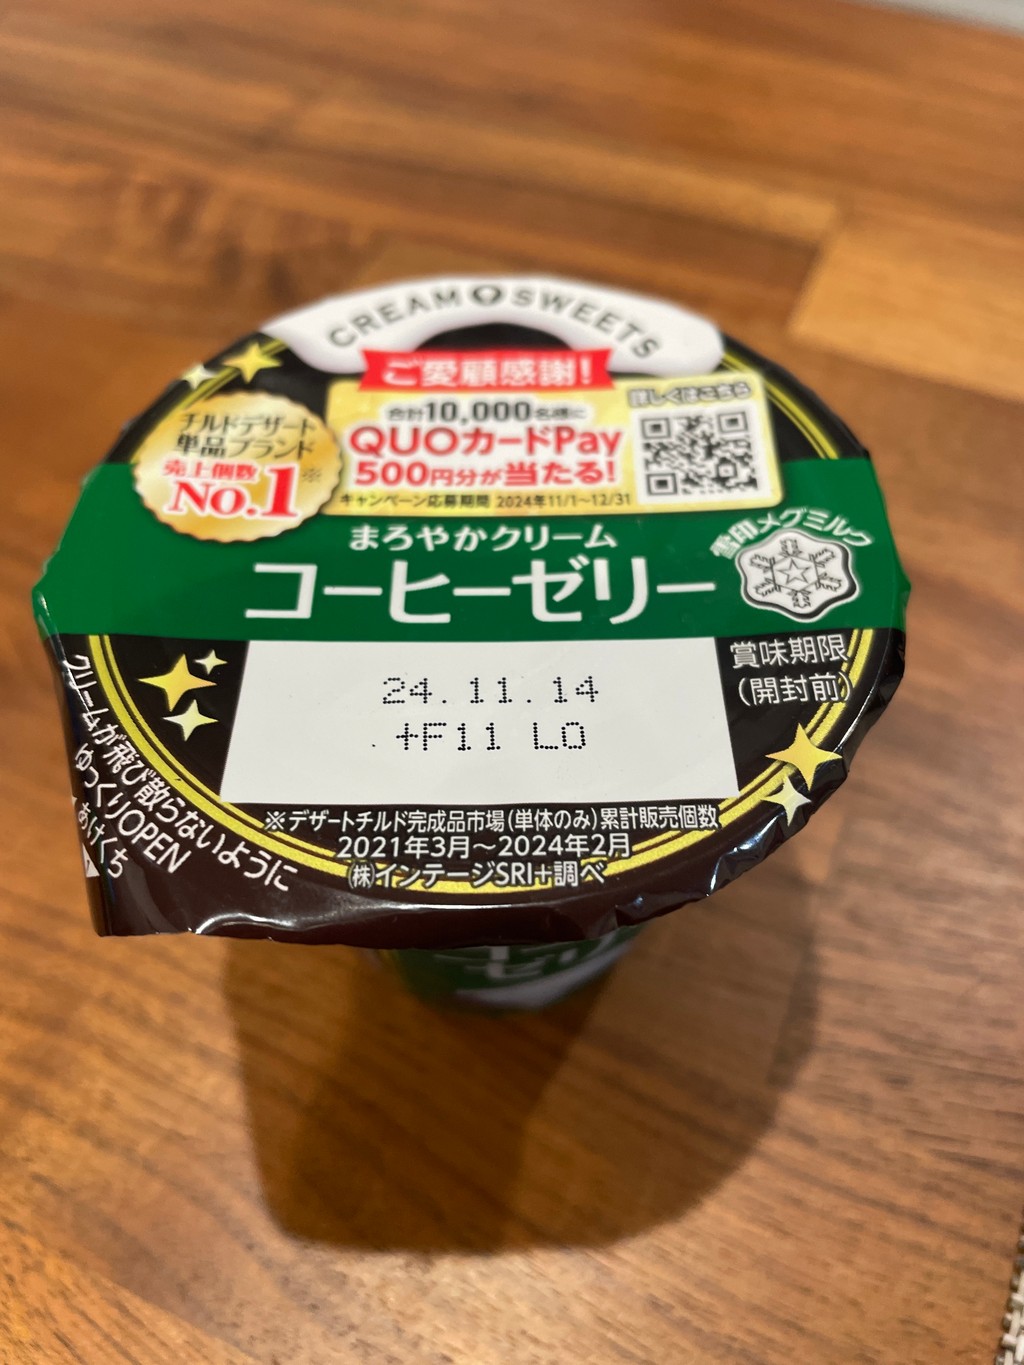 CREAM SWEETS
ご愛顧感謝!
チルドデザート
単品ブランド
売上個数
No.1※
合計10,000名様に
QUOカードPay
500円分が当たる!
キャンペーン応募期間 2024年11/1~12/31
詳しくはこちら
まろやかクリーム
コーヒーゼリー
雪印メグミルク
賞味期限
(開封前)
24.11.14
+F11 LO
クリームが飛び散らないように
ゆっくりOPEN
あけくち
※デザートチルド完成品市場(単体のみ)累計販売個数
2021年3月~2024年2月
㈱インテージSRI+調べ